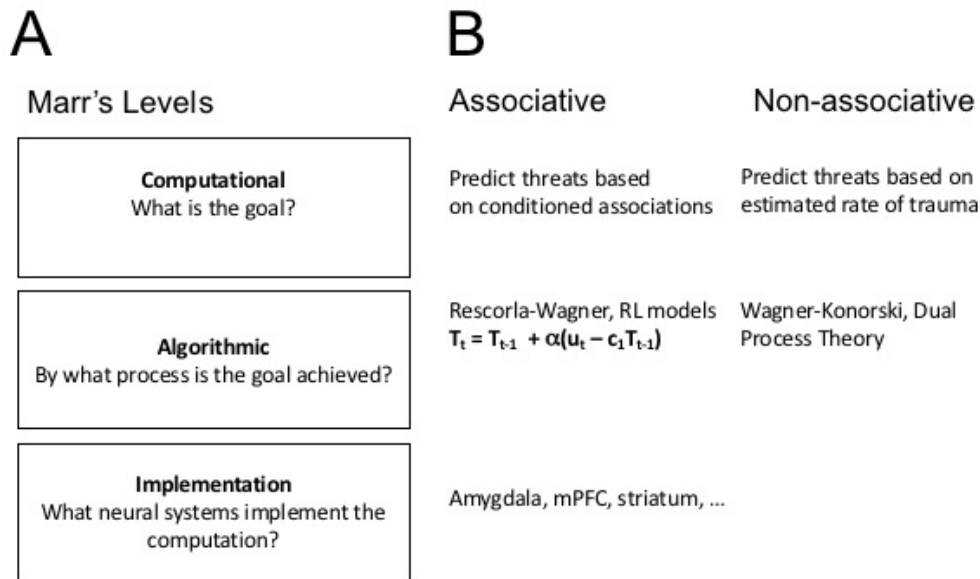 A
B
Marr's Levels
Associative
Non-associative
Computational
What is the goal?
Predict threats based
on conditioned associations
Predict threats based on
estimated rate of trauma
Algorithmic
By what process is the goal achieved?
Rescorla-Wagner, RL models
Tₜ = Tₜ₋₁ + α(uₜ – c₁Tₜ₋₁)
Wagner-Konorski, Dual
Process Theory
Implementation
What neural systems implement the
computation?
Amygdala, mPFC, striatum, ...